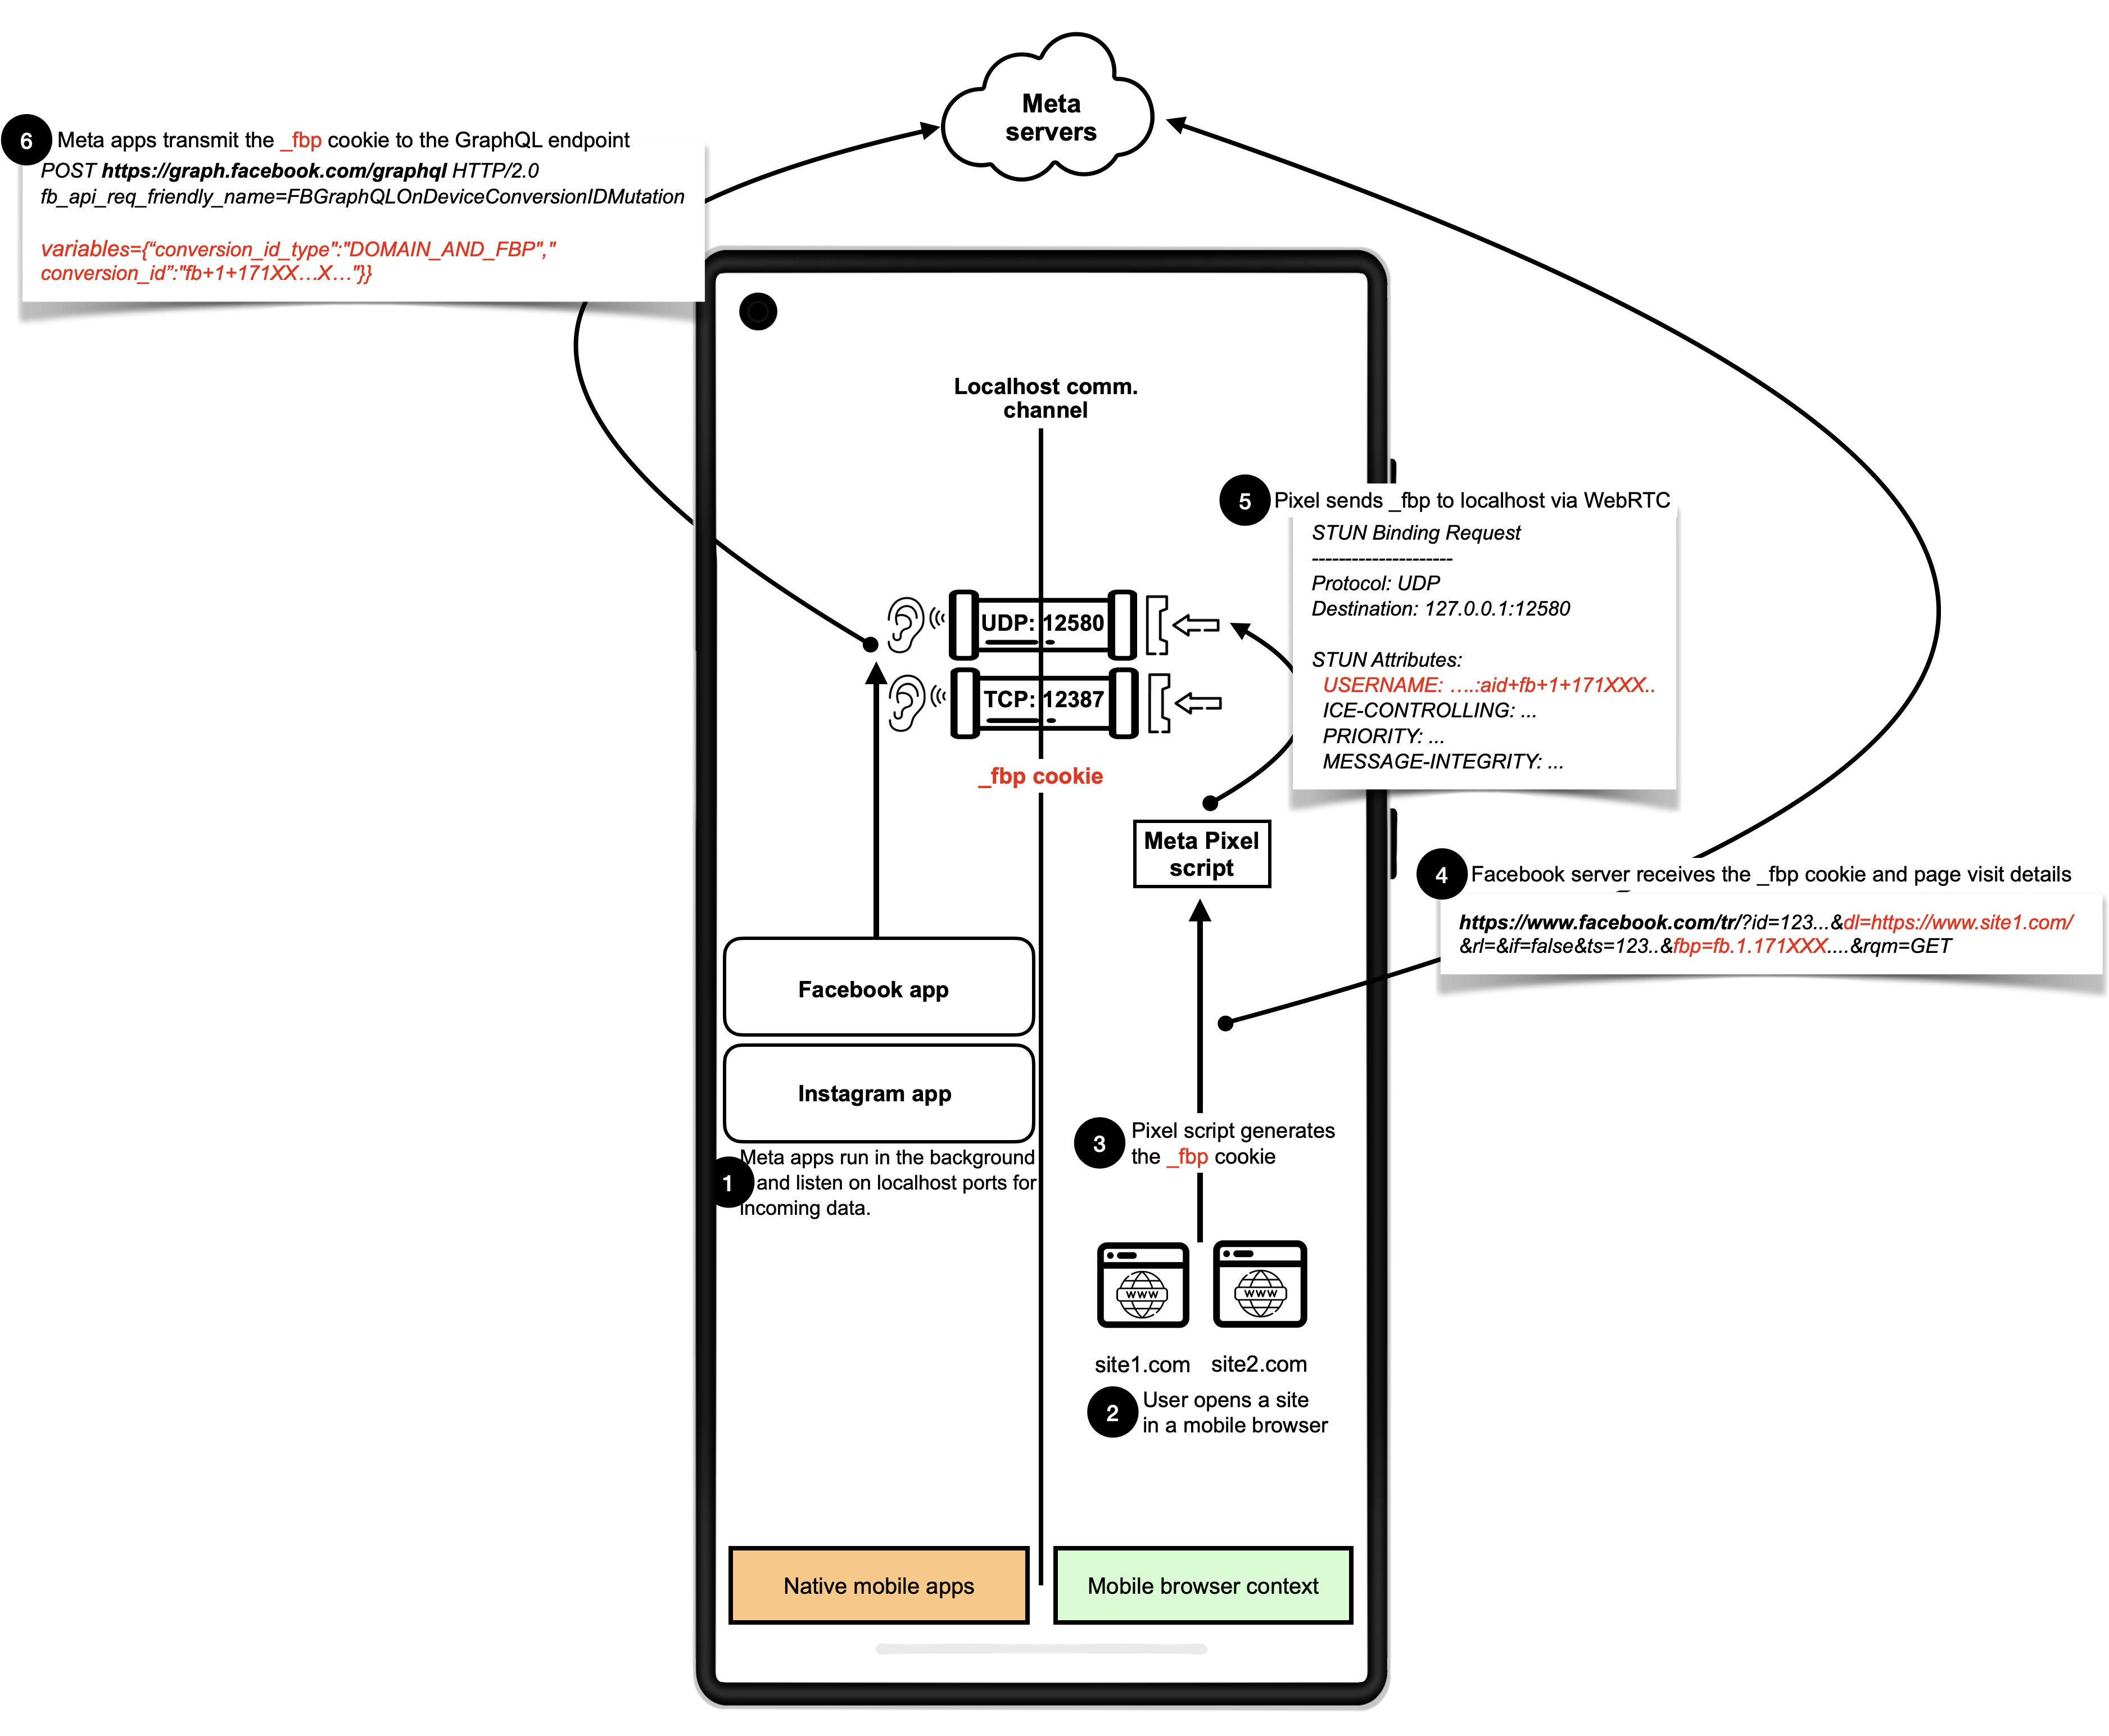 Meta
servers
6
Meta apps transmit the _fbp cookie to the GraphQL endpoint
POST https://graph.facebook.com/graphql HTTP/2.0
fb_api_req_friendly_name=FBGraphQLOnDeviceConversionIDMutation
variables={“conversion_id_type":"DOMAIN_AND_FBP","
conversion_id”:"fb+1+171XX...X..."}}
Localhost comm.
channel
5
Pixel sends _fbp to localhost via WebRTC
STUN Binding Request
---------------------
Protocol: UDP
Destination: 127.0.0.1:12580
STUN Attributes:
USERNAME: ....:aid+fb+1+171XXX..
ICE-CONTROLLING: ...
PRIORITY: ...
MESSAGE-INTEGRITY: ...
UDP: 12580
TCP: 12387
_fbp cookie
Meta Pixel
script
4
Facebook server receives the _fbp cookie and page visit details
https://www.facebook.com/tr/?id=123...&dl=https://www.site1.com/
&rl=&if=false&ts=123..&fbp=fb.1.171XXX....&rqm=GET
Facebook app
Instagram app
1
Meta apps run in the background
and listen on localhost ports for
incoming data.
3
Pixel script generates
the _fbp cookie
WWW
WWW
site1.com
site2.com
2
User opens a site
in a mobile browser
Native mobile apps
Mobile browser context